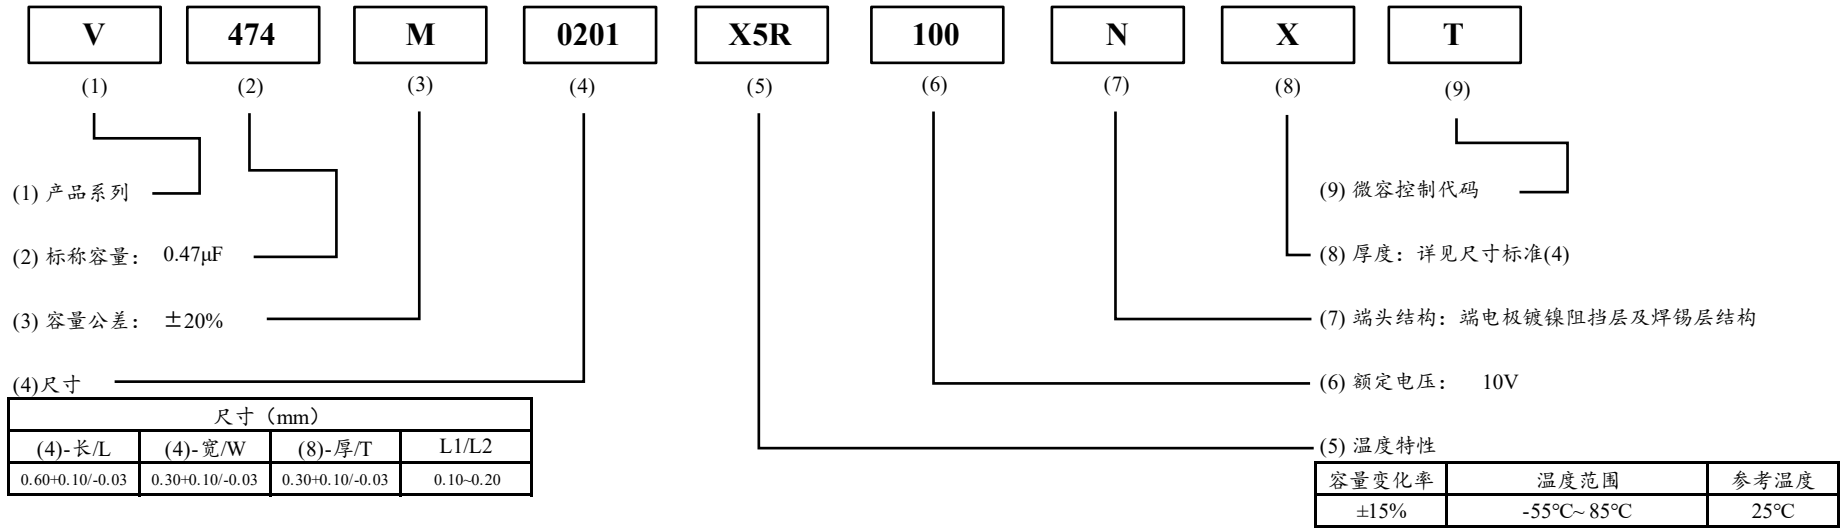 V 474 M 0201 X5R 100 N X T
(1) (2) (3) (4) (5) (6) (7) (8) (9)
(1) 产品系列
(2) 标称容量： 0.47μF
(3) 容量公差： ±20%
(4)尺寸
尺寸（mm）
(4)-长/L (4)-宽/W (8)-厚/T L1/L2
0.60+0.10/-0.03 0.30+0.10/-0.03 0.30+0.10/-0.03 0.10~0.20
(9) 微容控制代码
(8) 厚度：详见尺寸标准(4)
(7) 端头结构：端电极镀镍阻挡层及焊锡层结构
(6) 额定电压： 10V
(5) 温度特性
容量变化率 温度范围 参考温度
±15% -55℃~ 85℃ 25℃